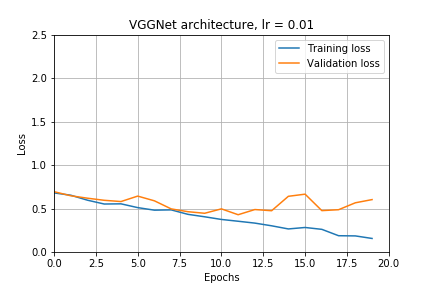 VGGNet architecture, lr = 0.01
2.5
2.0
1.5
1.0
0.5
0.0
Loss
Training loss
Validation loss
0.0 2.5 5.0 7.5 10.0 12.5 15.0 17.5 20.0
Epochs